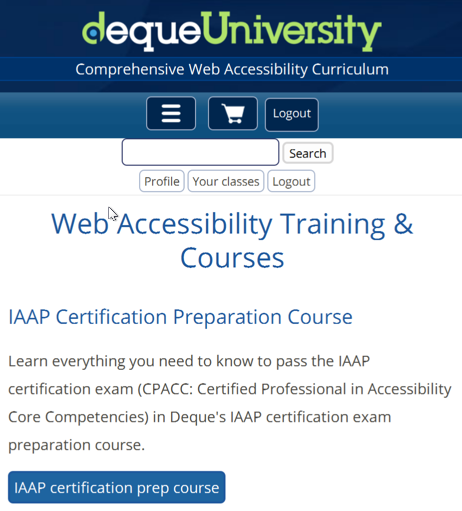 dequeUniversity
Comprehensive Web Accessibility Curriculum
Logout
Search
Profile
Your classes
Logout
Web Accessibility Training &
Courses
IAAP Certification Preparation Course
Learn everything you need to know to pass the IAAP
certification exam (CPACC: Certified Professional in Accessibility
Core Competencies) in Deque's IAAP certification exam
preparation course.
IAAP certification prep course